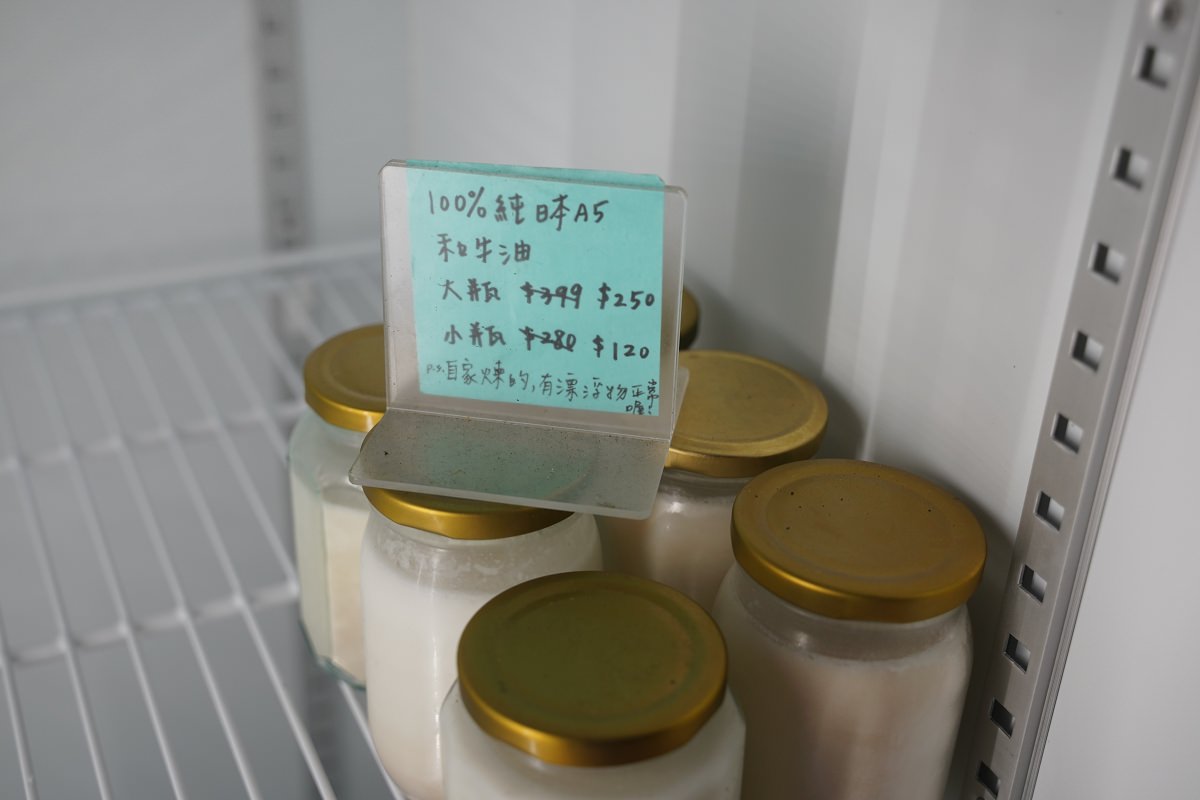 100%純日本A5
和牛油
大瓶 $399 $250
小瓶 $280 $120
P.S.自家煉的,有漂浮物正常
喔!